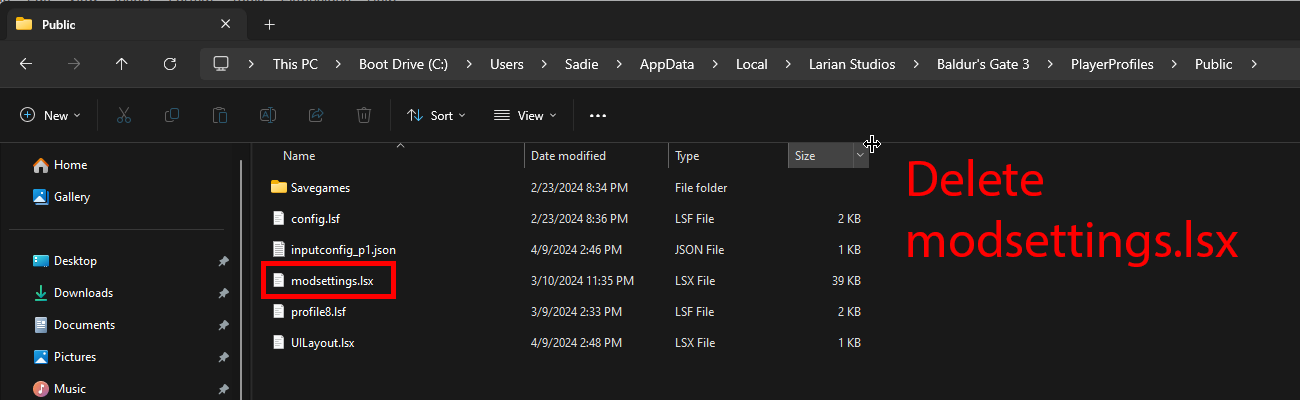 Public
This PC > Boot Drive (C:) > Users > Sadie > AppData > Local > Larian Studios > Baldur's Gate 3 > PlayerProfiles > Public >
New Sort View
Name Date modified Type Size
Home
Gallery
Desktop
Downloads
Documents
Pictures
Music
Savegames 2/23/2024 8:34 PM File folder
config.lsf 2/23/2024 8:36 PM LSF File 2 KB
inputconfig_p1.json 4/9/2024 2:46 PM JSON File 1 KB
modsettings.lsx 3/10/2024 11:35 PM LSX File 39 KB
profile8.lsf 3/9/2024 2:33 PM LSF File 2 KB
UILayout.lsx 4/9/2024 2:48 PM LSX File 1 KB
Delete
modsettings.lsx